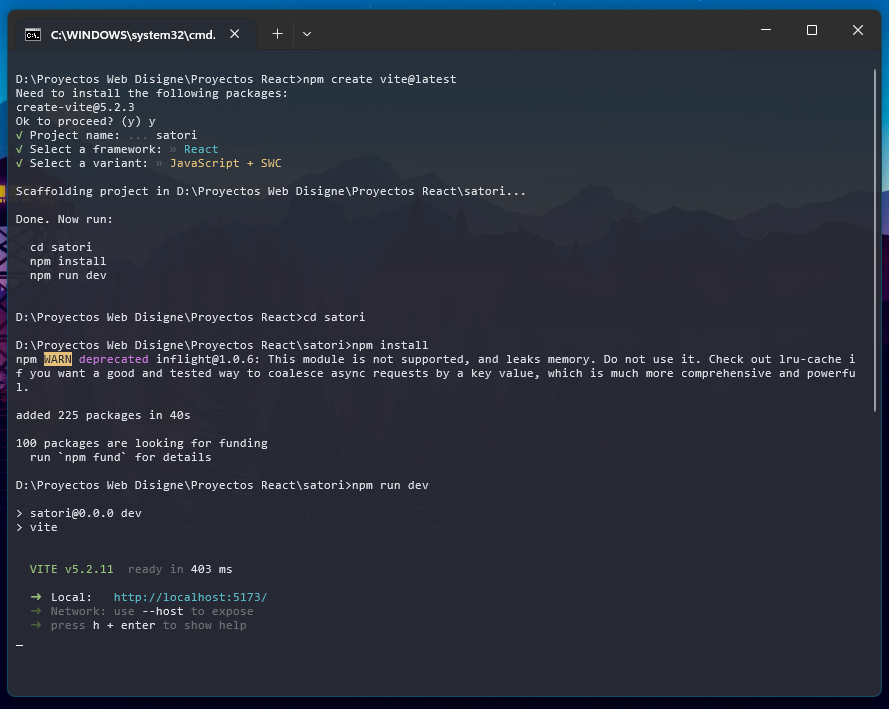 C:\WINDOWS\system32\cmd.
D:\Proyectos Web Disigne\Proyectos React>npm create vite@latest
Need to install the following packages:
create-vite@5.2.3
Ok to proceed? (y) y
√ Project name: ... satori
√ Select a framework: » React
√ Select a variant: » JavaScript + SWC
Scaffolding project in D:\Proyectos Web Disigne\Proyectos React\satori...
Done. Now run:
cd satori
npm install
npm run dev
D:\Proyectos Web Disigne\Proyectos React>cd satori
D:\Proyectos Web Disigne\Proyectos React\satori>npm install
npm WARN deprecated inflight@1.0.6: This module is not supported, and leaks memory. Do not use it. Check out lru-cache i
f you want a good and tested way to coalesce async requests by a key value, which is much more comprehensive and powerfu
l.
added 225 packages in 40s
100 packages are looking for funding
run `npm fund` for details
D:\Proyectos Web Disigne\Proyectos React\satori>npm run dev
> satori@0.0.0 dev
> vite
VITE v5.2.11 ready in 403 ms
➜ Local: http://localhost:5173/
➜ Network: use --host to expose
➜ press h + enter to show help